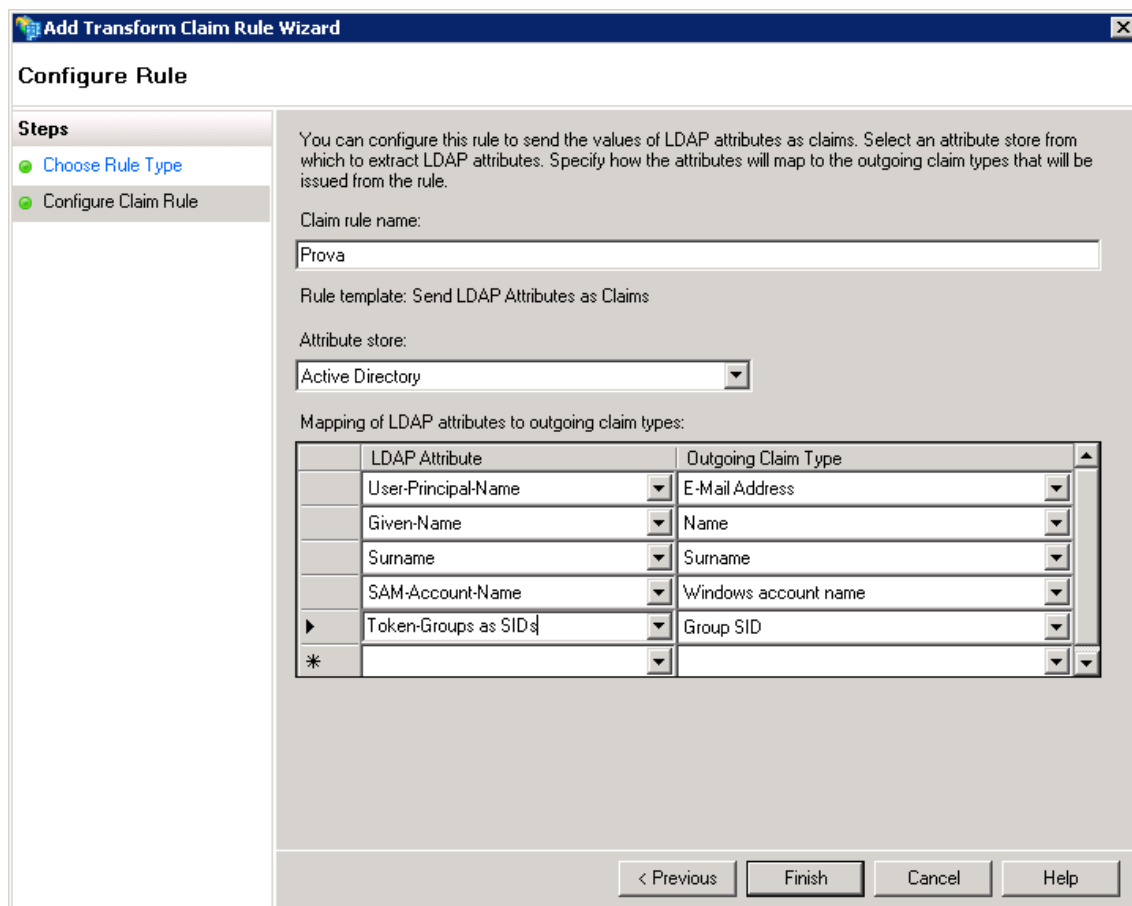 Add Transform Claim Rule Wizard
Configure Rule
Steps
Choose Rule Type
Configure Claim Rule
You can configure this rule to send the values of LDAP attributes as claims. Select an attribute store from
which to extract LDAP attributes. Specify how the attributes will map to the outgoing claim types that will be
issued from the rule.
Claim rule name:
Prova
Rule template: Send LDAP Attributes as Claims
Attribute store:
Active Directory
Mapping of LDAP attributes to outgoing claim types:
LDAP Attribute Outgoing Claim Type
User-Principal-Name E-Mail Address
Given-Name Name
Surname Surname
SAM-Account-Name Windows account name
Token-Groups as SIDs Group SID
< Previous Finish Cancel Help